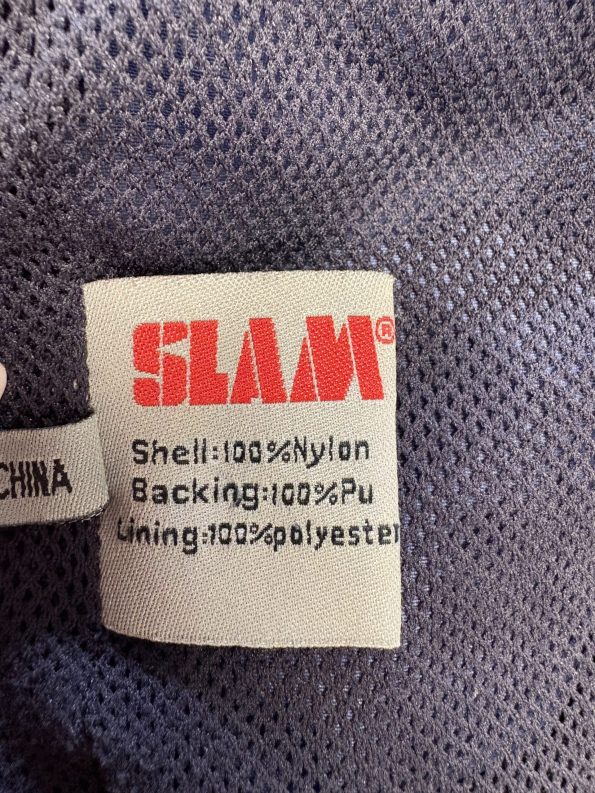 SLAM®
Shell:100%Nylon
Backing:100%Pu
Lining:100%polyester
CHINA